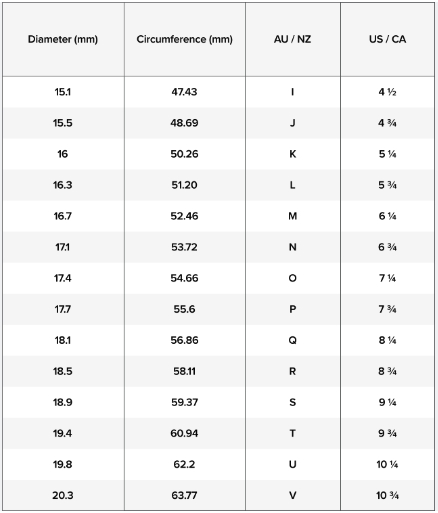 Diameter (mm) Circumference (mm) AU / NZ US / CA
15.1 47.43 I 4 ½
15.5 48.69 J 4 ¾
16 50.26 K 5 ¼
16.3 51.20 L 5 ¾
16.7 52.46 M 6 ¼
17.1 53.72 N 6 ¾
17.4 54.66 O 7 ¼
17.7 55.6 P 7 ¾
18.1 56.86 Q 8 ¼
18.5 58.11 R 8 ¾
18.9 59.37 S 9 ¼
19.4 60.94 T 9 ¾
19.8 62.2 U 10 ¼
20.3 63.77 V 10 ¾